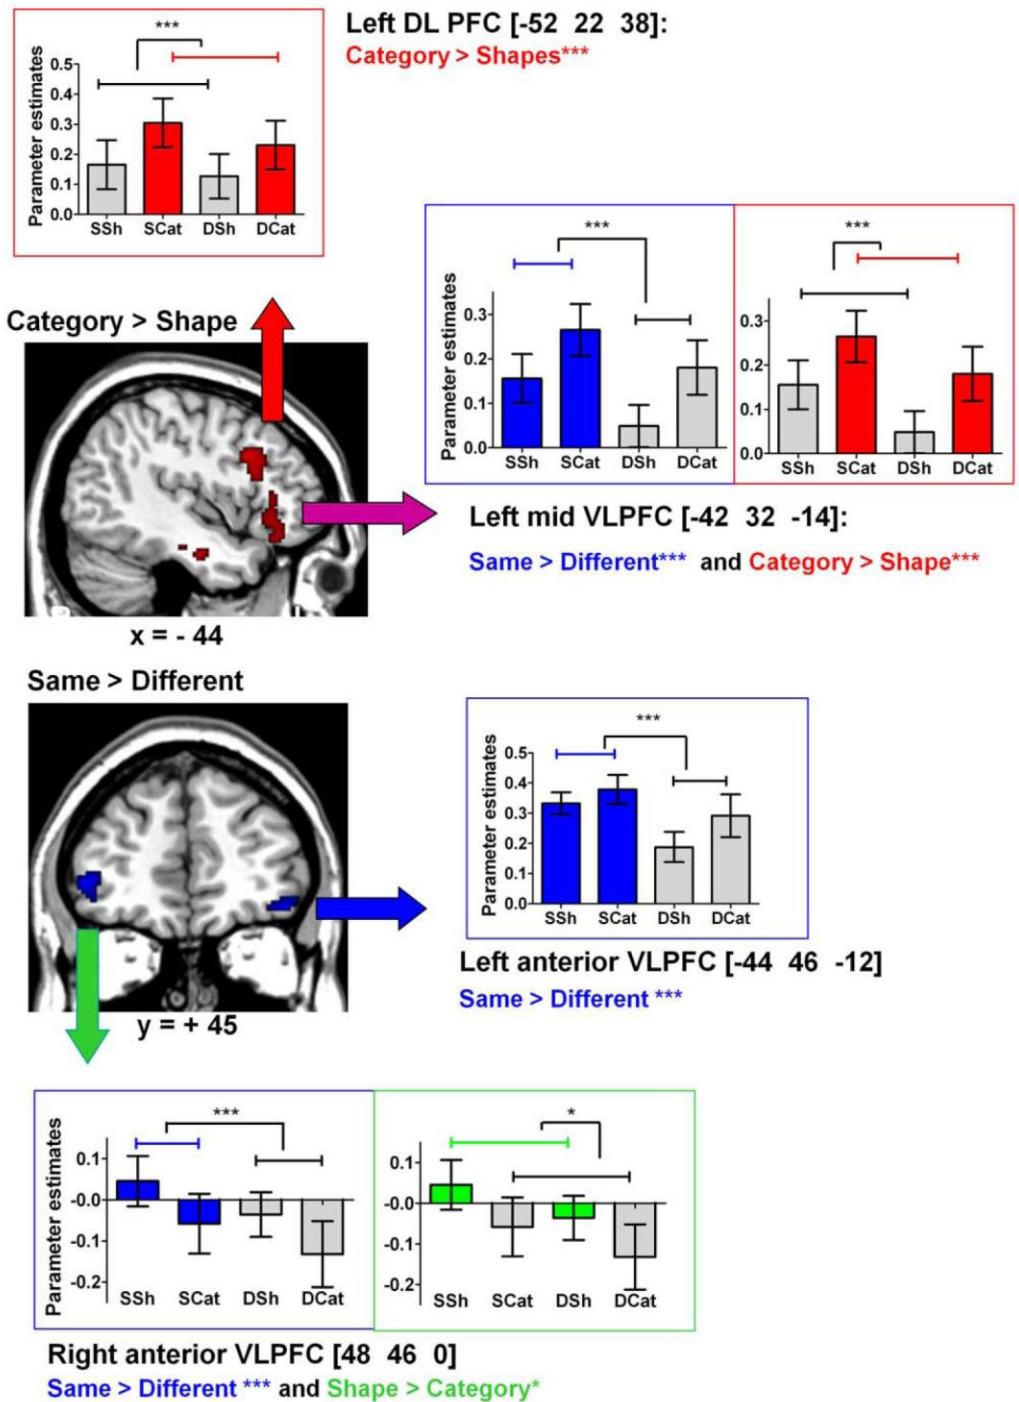 Left DL PFC [-52 22 38]:
Category > Shapes***
***
Parameter estimates
0.5
0.4
0.3
0.2
0.1
0.0
SSh SCat DSh DCat
***
Parameter estimates
0.3
0.2
0.1
0.0
SSh SCat DSh DCat
***
0.3
0.2
0.1
0.0
SSh SCat DSh DCat
Category > Shape
Left mid VLPFC [-42 32 -14]:
Same > Different*** and Category > Shape***
x = - 44
Same > Different
***
Parameter estimates
0.5
0.4
0.3
0.2
0.1
0.0
SSh SCat DSh DCat
Left anterior VLPFC [-44 46 -12]
Same > Different ***
y = + 45
***
Parameter estimates
0.1
-0.0
-0.1
-0.2
SSh SCat DSh DCat
*
0.1
-0.0
-0.1
-0.2
SSh SCat DSh DCat
Right anterior VLPFC [48 46 0]
Same > Different *** and Shape > Category*